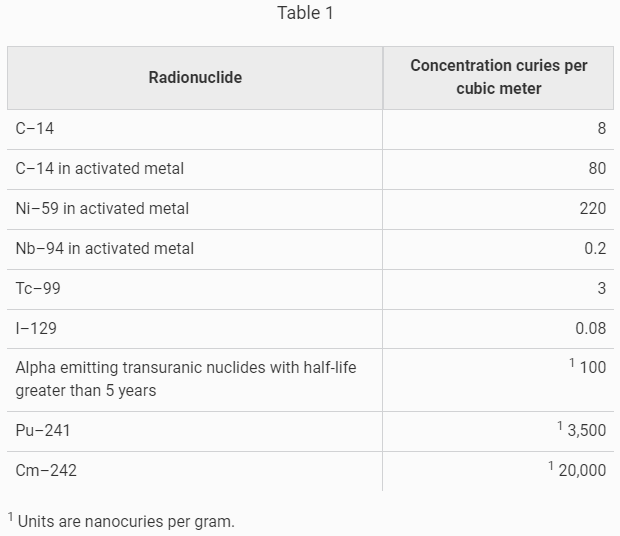 Table 1
Radionuclide
Concentration curies per
cubic meter
C–14
8
C–14 in activated metal
80
Ni–59 in activated metal
220
Nb–94 in activated metal
0.2
Tc–99
3
I–129
0.08
Alpha emitting transuranic nuclides with half-life
greater than 5 years
1 100
Pu–241
1 3,500
Cm–242
1 20,000
1 Units are nanocuries per gram.